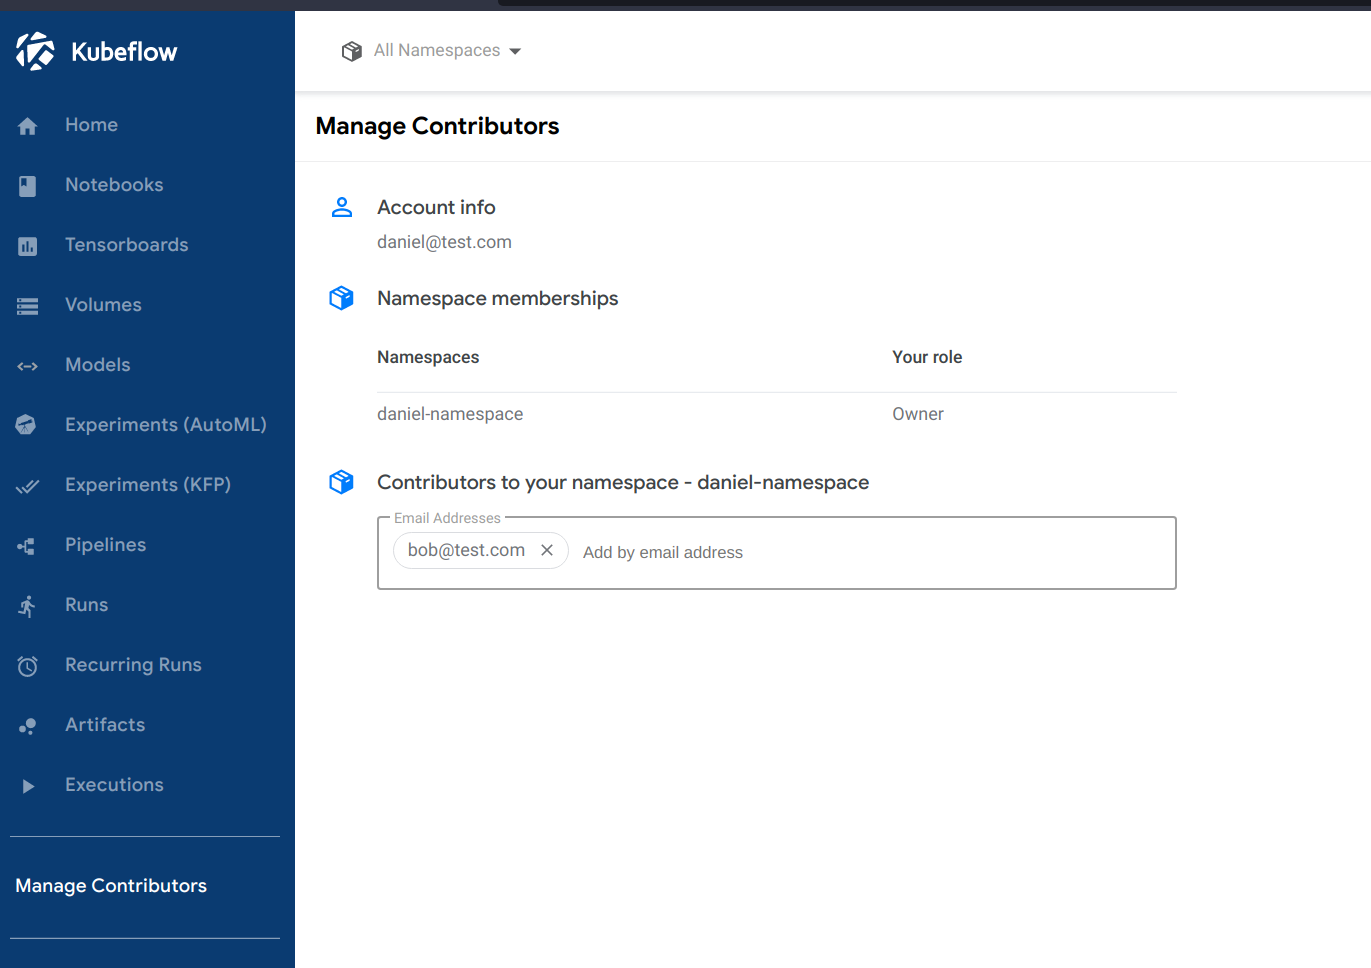 Kubeflow
Home
Notebooks
Tensorboards
Volumes
Models
Experiments (AutoML)
Experiments (KFP)
Pipelines
Runs
Recurring Runs
Artifacts
Executions
Manage Contributors
All Namespaces
Manage Contributors
Account info
daniel@test.com
Namespace memberships
Namespaces Your role
daniel-namespace Owner
Contributors to your namespace - daniel-namespace
Email Addresses
bob@test.com Add by email address